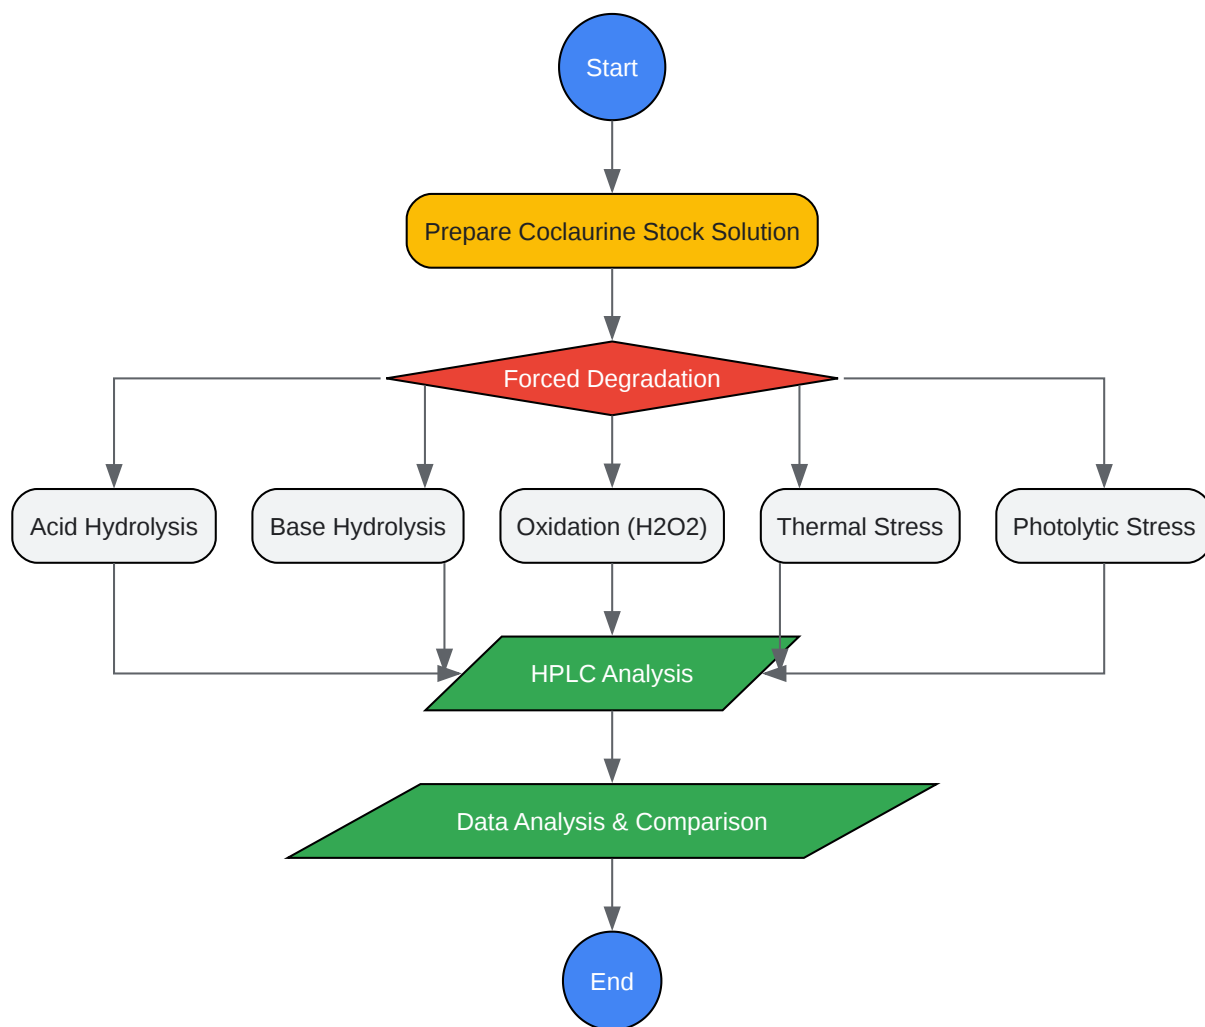 Start
Prepare Coclaurine Stock Solution
Forced Degradation
Acid Hydrolysis
Base Hydrolysis
Oxidation (H2O2)
Thermal Stress
Photolytic Stress
HPLC Analysis
Data Analysis & Comparison
End